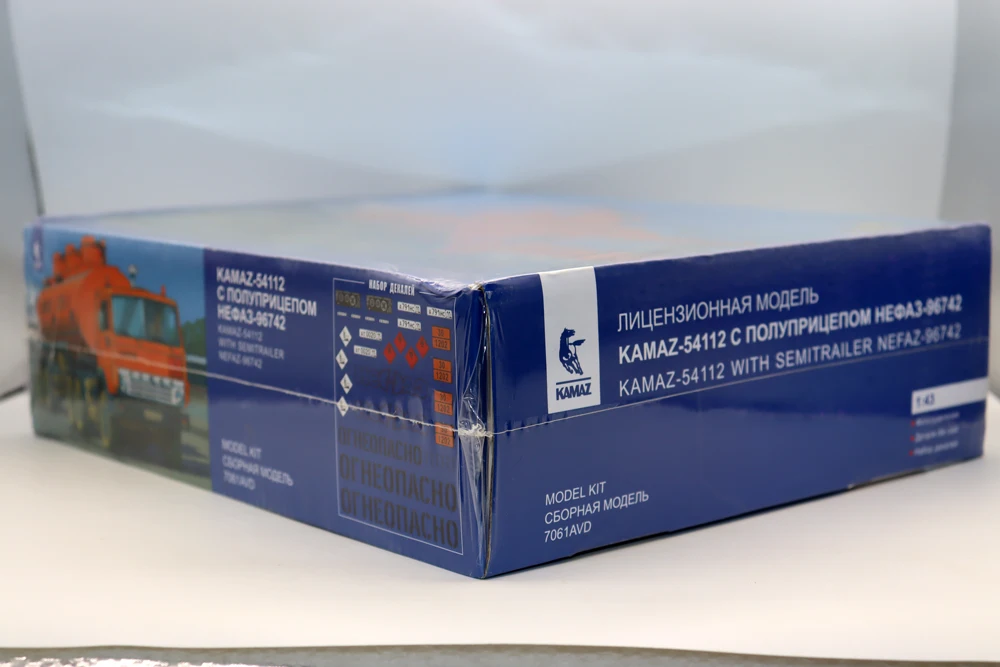 KAMAZ-54112
С ПОЛУПРИЦЕПОМ
НЕФАЗ-96742
KAMAZ-54112
WITH SEMITRAILER
NEFAZ-96742
MODEL KIT
СБОРНАЯ МОДЕЛЬ
7061AVD
НАБОР ДЕКАЛЕЙ
ОГНЕОПАСНО
ОГНЕОПАСНО
ОГНЕОПАСНО
KAMAZ
ЛИЦЕНЗИОННАЯ МОДЕЛЬ
KAMAZ-54112 С ПОЛУПРИЦЕПОМ НЕФАЗ-96742
KAMAZ-54112 WITH SEMITRAILER NEFAZ-96742
1:43
MODEL KIT
СБОРНАЯ МОДЕЛЬ
7061AVD